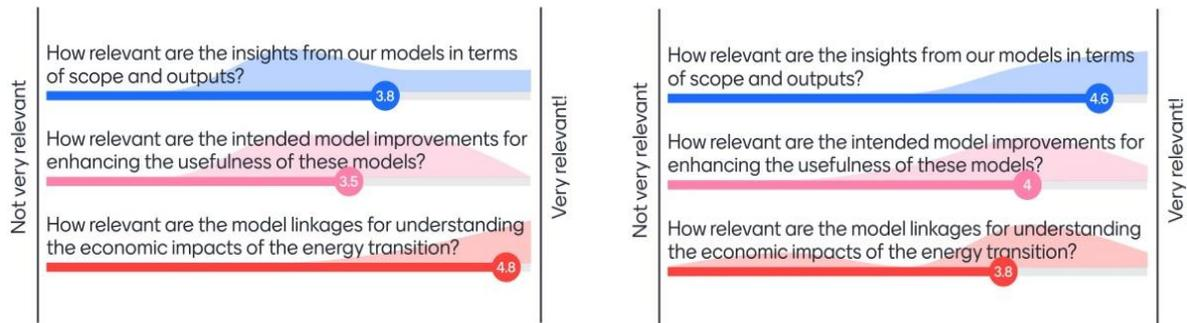 Not very relevant
How relevant are the insights from our models in terms
of scope and outputs?
3.8
How relevant are the intended model improvements for
enhancing the usefulness of these models?
3.5
How relevant are the model linkages for understanding
the economic impacts of the energy transition?
4.8
Very relevant!
Not very relevant
How relevant are the insights from our models in terms
of scope and outputs?
4.6
How relevant are the intended model improvements for
enhancing the usefulness of these models?
4
How relevant are the model linkages for understanding
the economic impacts of the energy transition?
3.8
Very relevant!